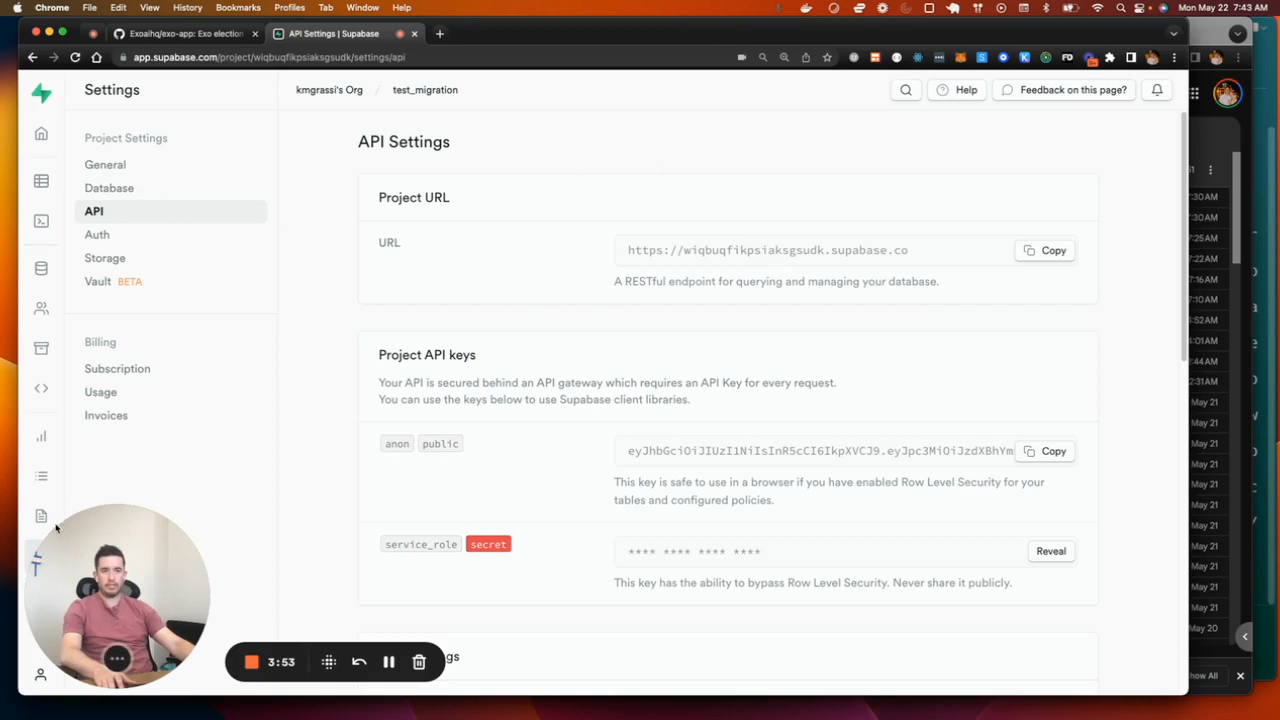 Chrome File Edit View History Bookmarks Profiles Tab Window Help Mon May 22 7:43 AM
Exoaihq/exo-app: Exo election
API Settings | Supabase
app.supabase.com/project/wiqbuqfikpsiaksgsudk/settings/api
FD
Settings
kmgrassi's Org / test_migration
Help
Feedback on this page?
Project Settings
General
Database
API
Auth
Storage
Vault BETA
Billing
Subscription
Usage
Invoices
API Settings
Project URL
URL
https://wiqbuqfikpsiaksgsudk.supabase.co
Copy
A RESTful endpoint for querying and managing your database.
Project API keys
Your API is secured behind an API gateway which requires an API Key for every request.
You can use the keys below to use Supabase client libraries.
anon public
eyJhbGciOiJIUzI1NiIsInR5cCI6IkpXVCJ9.eyJpc3MiOiJzdXBhYm
Copy
This key is safe to use in a browser if you have enabled Row Level Security for your
tables and configured policies.
service_role secret
**** **** **** ****
Reveal
This key has the ability to bypass Row Level Security. Never share it publicly.
3:53
:30AM
:30AM
:25AM
:22AM
:16AM
:10AM
:52AM
:01AM
:44AM
:31AM
May 21
May 21
May 21
May 21
May 21
May 21
May 21
May 21
May 21
May 21
May 20
how All